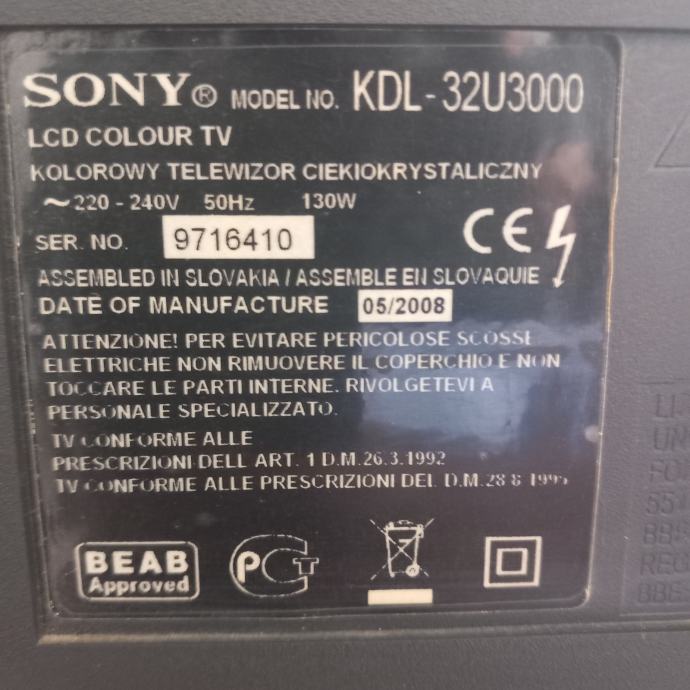 SONY® MODEL NO. KDL-32U3000
LCD COLOUR TV
KOLOROWY TELEWIZOR CIEKIOKRYSTALICZNY
~220 - 240V 50Hz 130W
SER. NO. 9716410
CE
ASSEMBLED IN SLOVAKIA / ASSEMBLE EN SLOVAQUIE
DATE OF MANUFACTURE 05/2008
ATTENZIONE! PER EVITARE PERICOLOSE SCOSSE
ELETTRICHE NON RIMUOVERE IL COPERCHIO E NON
TOCCARE LE PARTI INTERNE. RIVOLGETEVI A
PERSONALE SPECIALIZZATO.
TV CONFORME ALLE
PRESCRIZIONI DELL ART. 1 D.M.26.3.1992
TV CONFORME ALLE PRESCRIZIONI DEL D.M.28 8 1995
BEAB
Approved
PCT